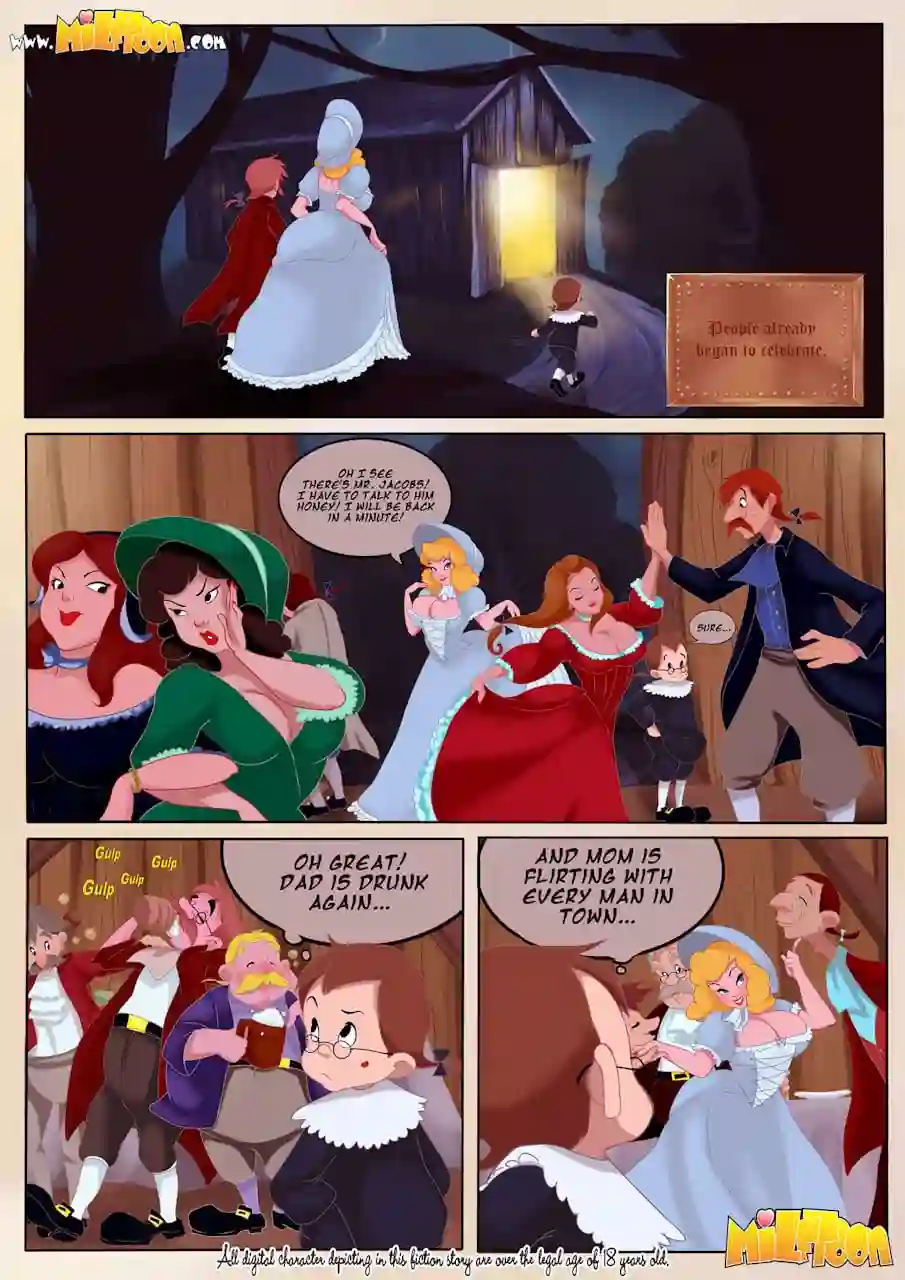 www.MILFTOON.com
People already
began to celebrate.
OH I SEE
THERE'S MR. JACOBS!
I HAVE TO TALK TO HIM
HONEY! I WILL BE BACK
IN A MINUTE!
SURE...
Gulp
Gulp
Gulp
Gulp
OH GREAT!
DAD IS DRUNK
AGAIN...
AND MOM IS
FLIRTING WITH
EVERY MAN IN
TOWN...
MILFTOON
All digital character depicting in this fiction story are over the legal age of 18 years old.